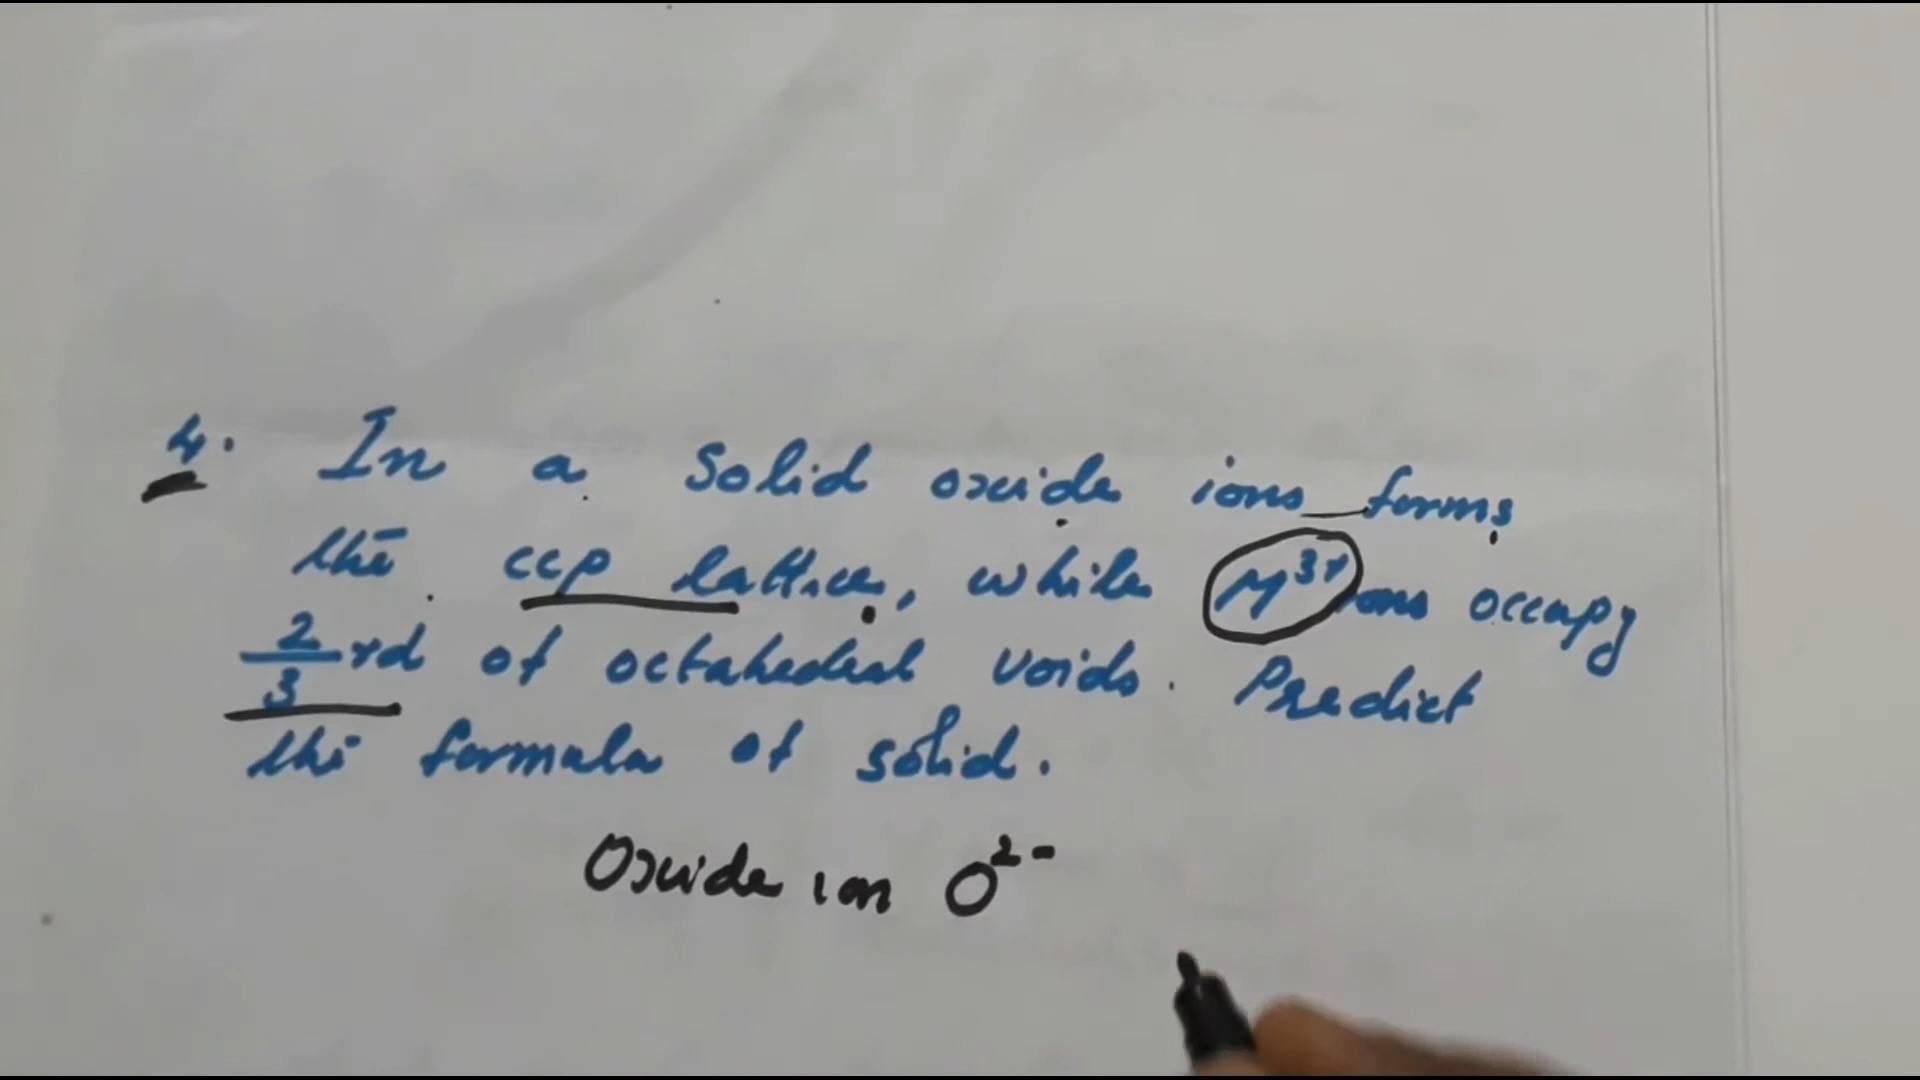 4. In a Solid oxide ions forms
the ccp lattice, while M³⁺ ions occupy
2/3 rd of octahedral voids. Predict
the formula of solid.
Oxide ion O²⁻